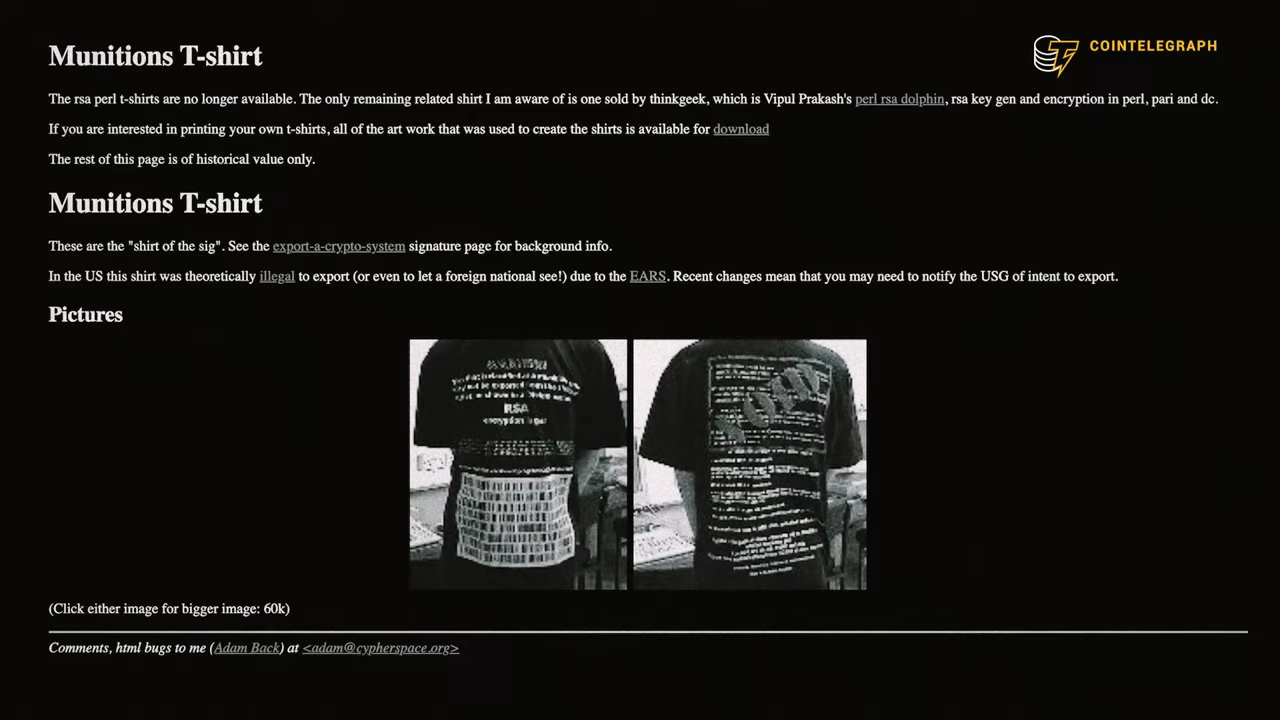 COINTELEGRAPH
Munitions T-shirt
The rsa perl t-shirts are no longer available. The only remaining related shirt I am aware of is one sold by thinkgeek, which is Vipul Prakash's perl rsa dolphin, rsa key gen and encryption in perl, pari and dc.
If you are interested in printing your own t-shirts, all of the art work that was used to create the shirts is available for download
The rest of this page is of historical value only.
Munitions T-shirt
These are the "shirt of the sig". See the export-a-crypto-system signature page for background info.
In the US this shirt was theoretically illegal to export (or even to let a foreign national see!) due to the EARS. Recent changes mean that you may need to notify the USG of intent to export.
Pictures
RSA
(Click either image for bigger image: 60k)
Comments, html bugs to me (Adam Back) at <adam@cypherspace.org>